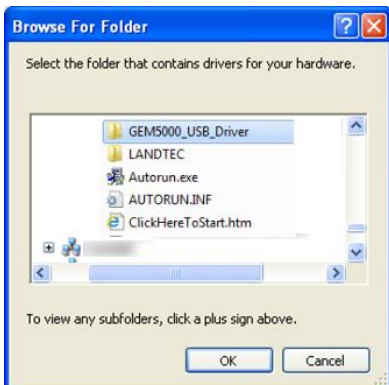 Browse For Folder
Select the folder that contains drivers for your hardware.
GEM5000_USB_Driver
LANDTEC
Autorun.exe
AUTORUN.INF
ClickHereToStart.htm
To view any subfolders, click a plus sign above.
OK Cancel